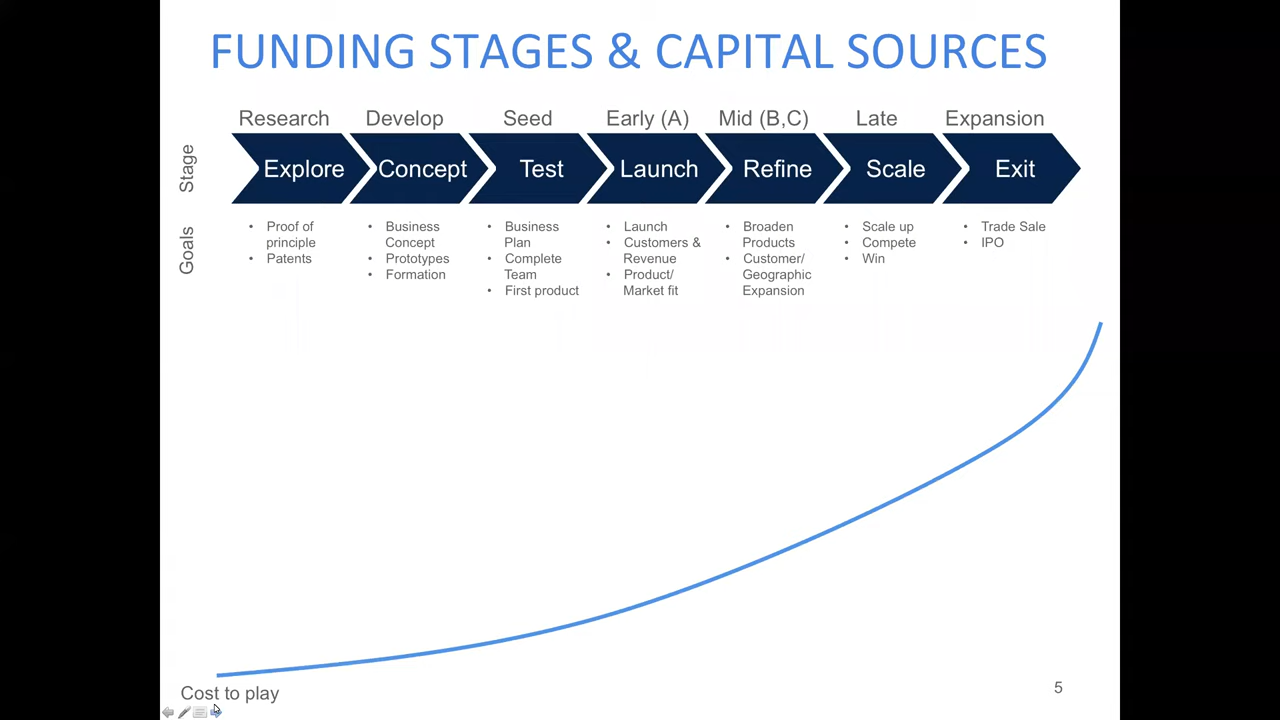 FUNDING STAGES & CAPITAL SOURCES
Research Develop Seed Early (A) Mid (B,C) Late Expansion
Stage
Explore Concept Test Launch Refine Scale Exit
Goals
• Proof of
principle
• Patents
• Business
Concept
• Prototypes
• Formation
• Business
Plan
• Complete
Team
• First product
• Launch
• Customers &
Revenue
• Product/
Market fit
• Broaden
Products
• Customer/
Geographic
Expansion
• Scale up
• Compete
• Win
• Trade Sale
• IPO
Cost to play
5